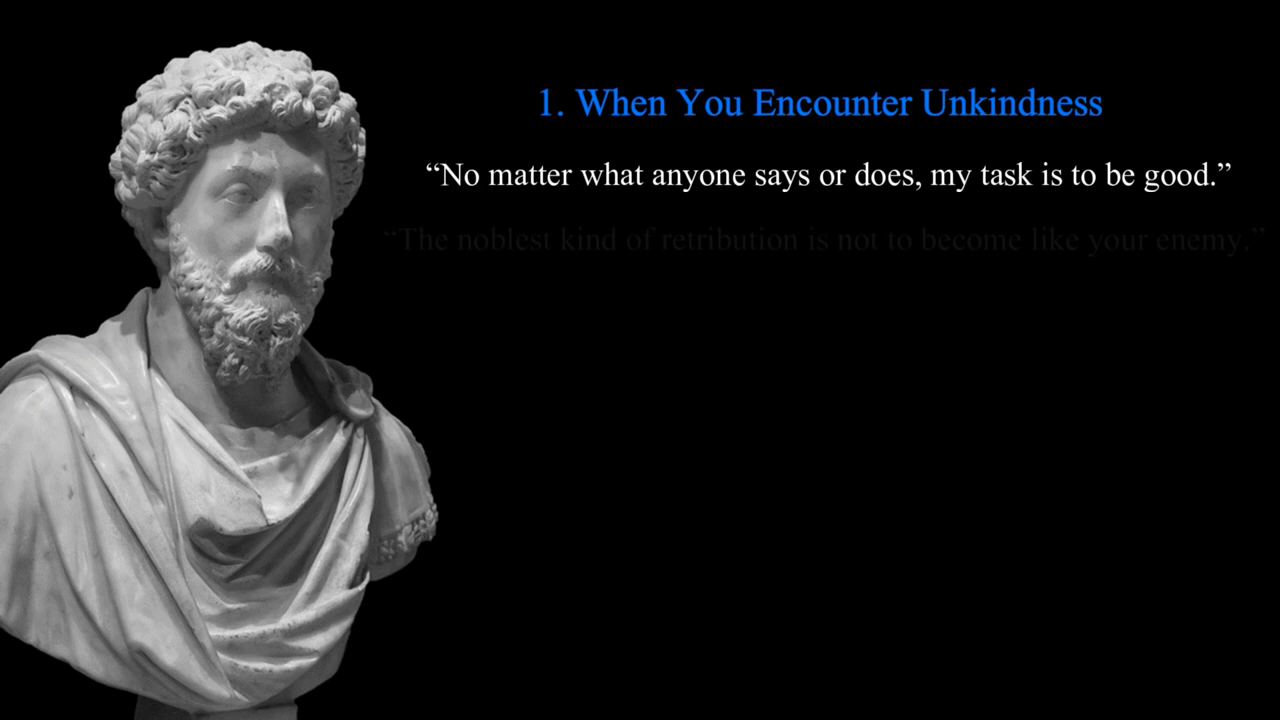 1. When You Encounter Unkindness
“No matter what anyone says or does, my task is to be good.”
“The noblest kind of retribution is not to become like your enemy.”